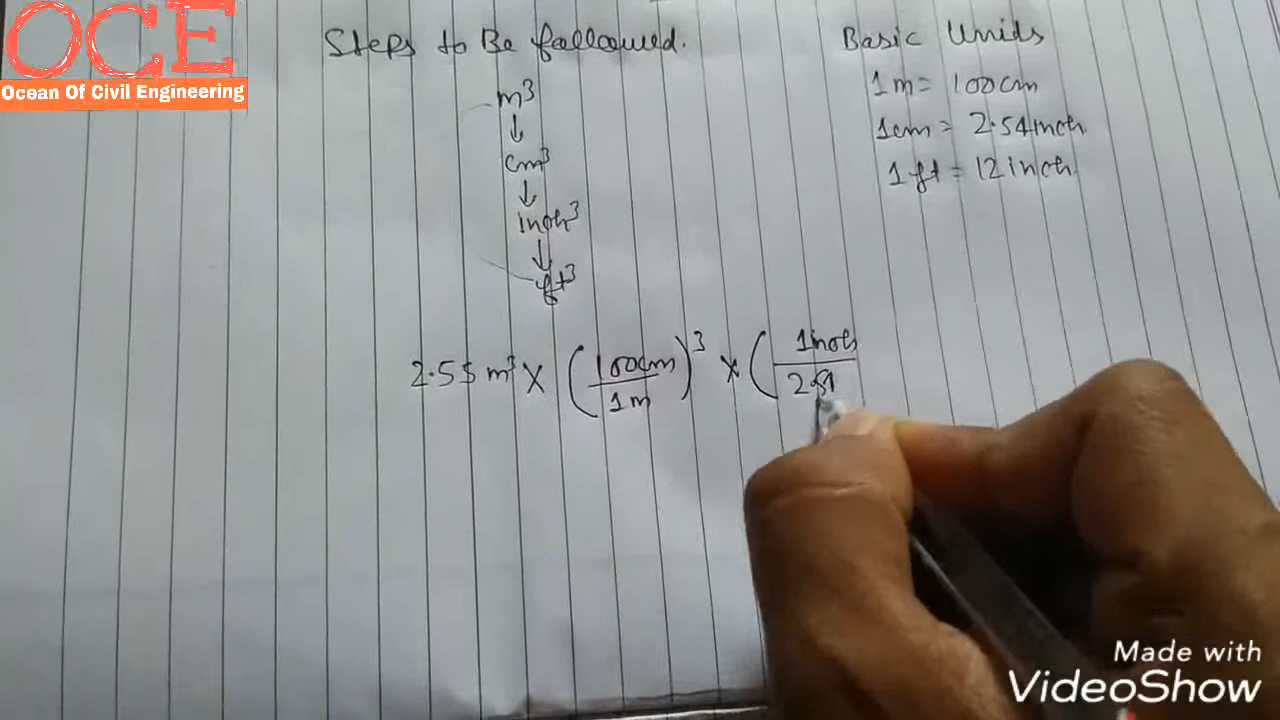 OCE
Ocean Of Civil Engineering
Steps to Be fallowed.
m³
↓
cm³
↓
Inch³
↓
ft³
Basic Units
1m = 100cm
1cm = 2.54inch
1ft = 12inch
2.55 m³ X (100cm/1m)³ X (1inch/2.54
Made with
VideoShow